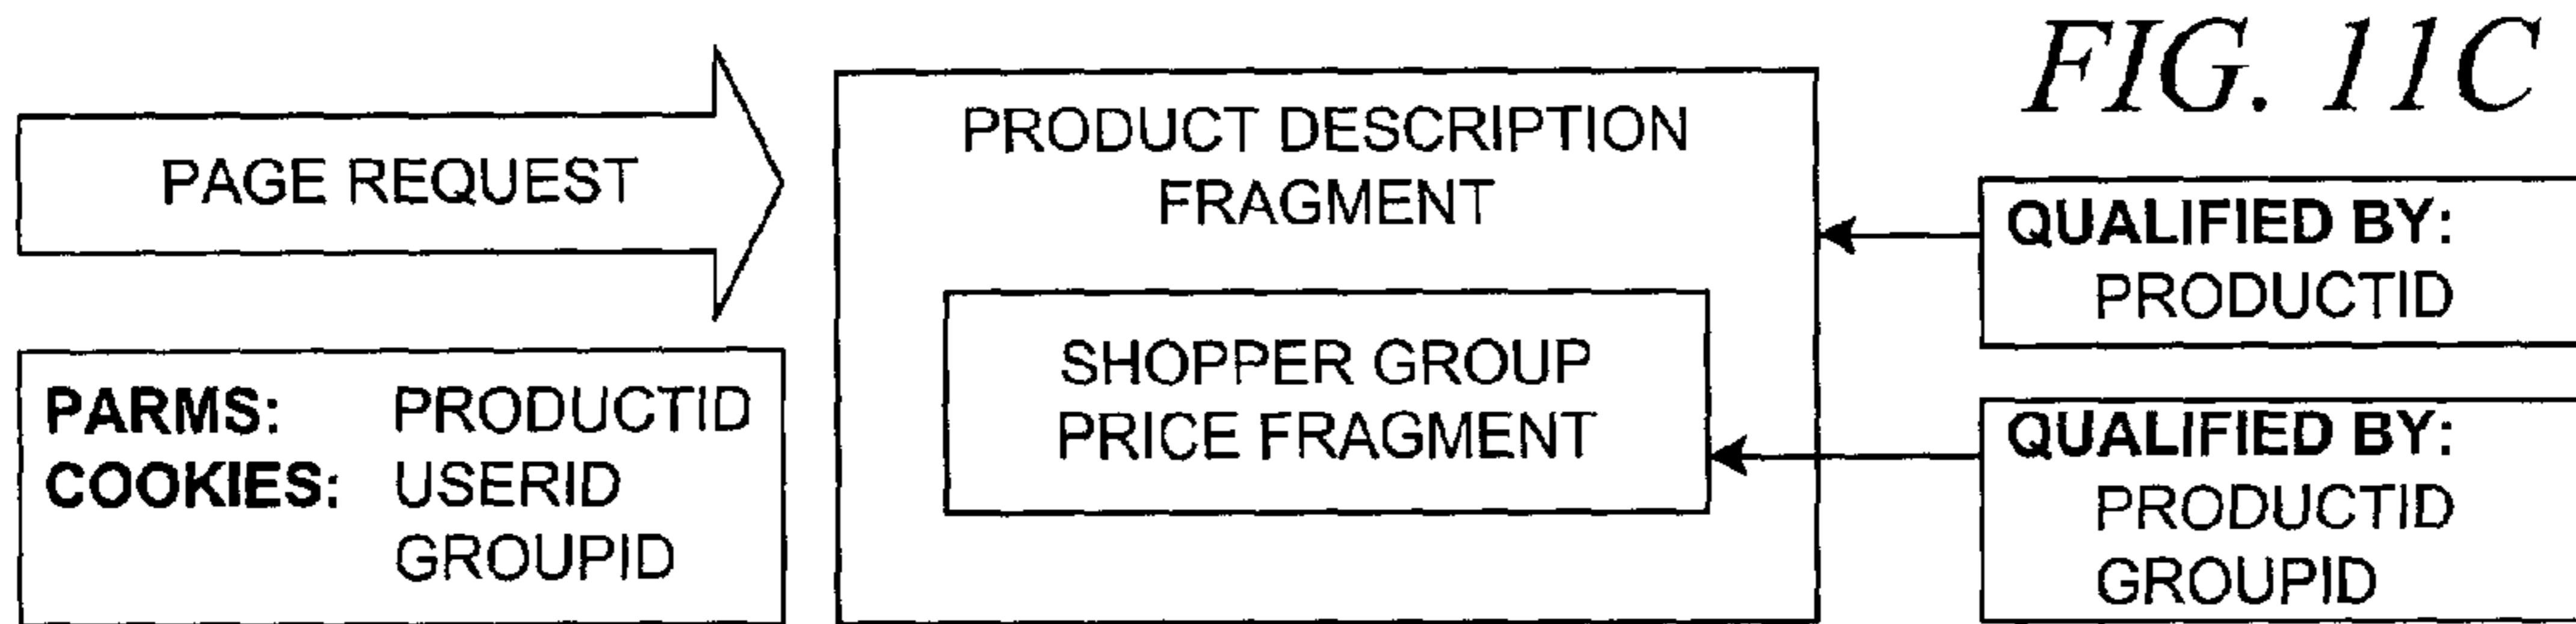 FIG. 11C
PAGE REQUEST
PARMS: PRODUCTID
COOKIES: USERID
GROUPID
PRODUCT DESCRIPTION
FRAGMENT
SHOPPER GROUP
PRICE FRAGMENT
QUALIFIED BY:
PRODUCTID
QUALIFIED BY:
PRODUCTID
GROUPID